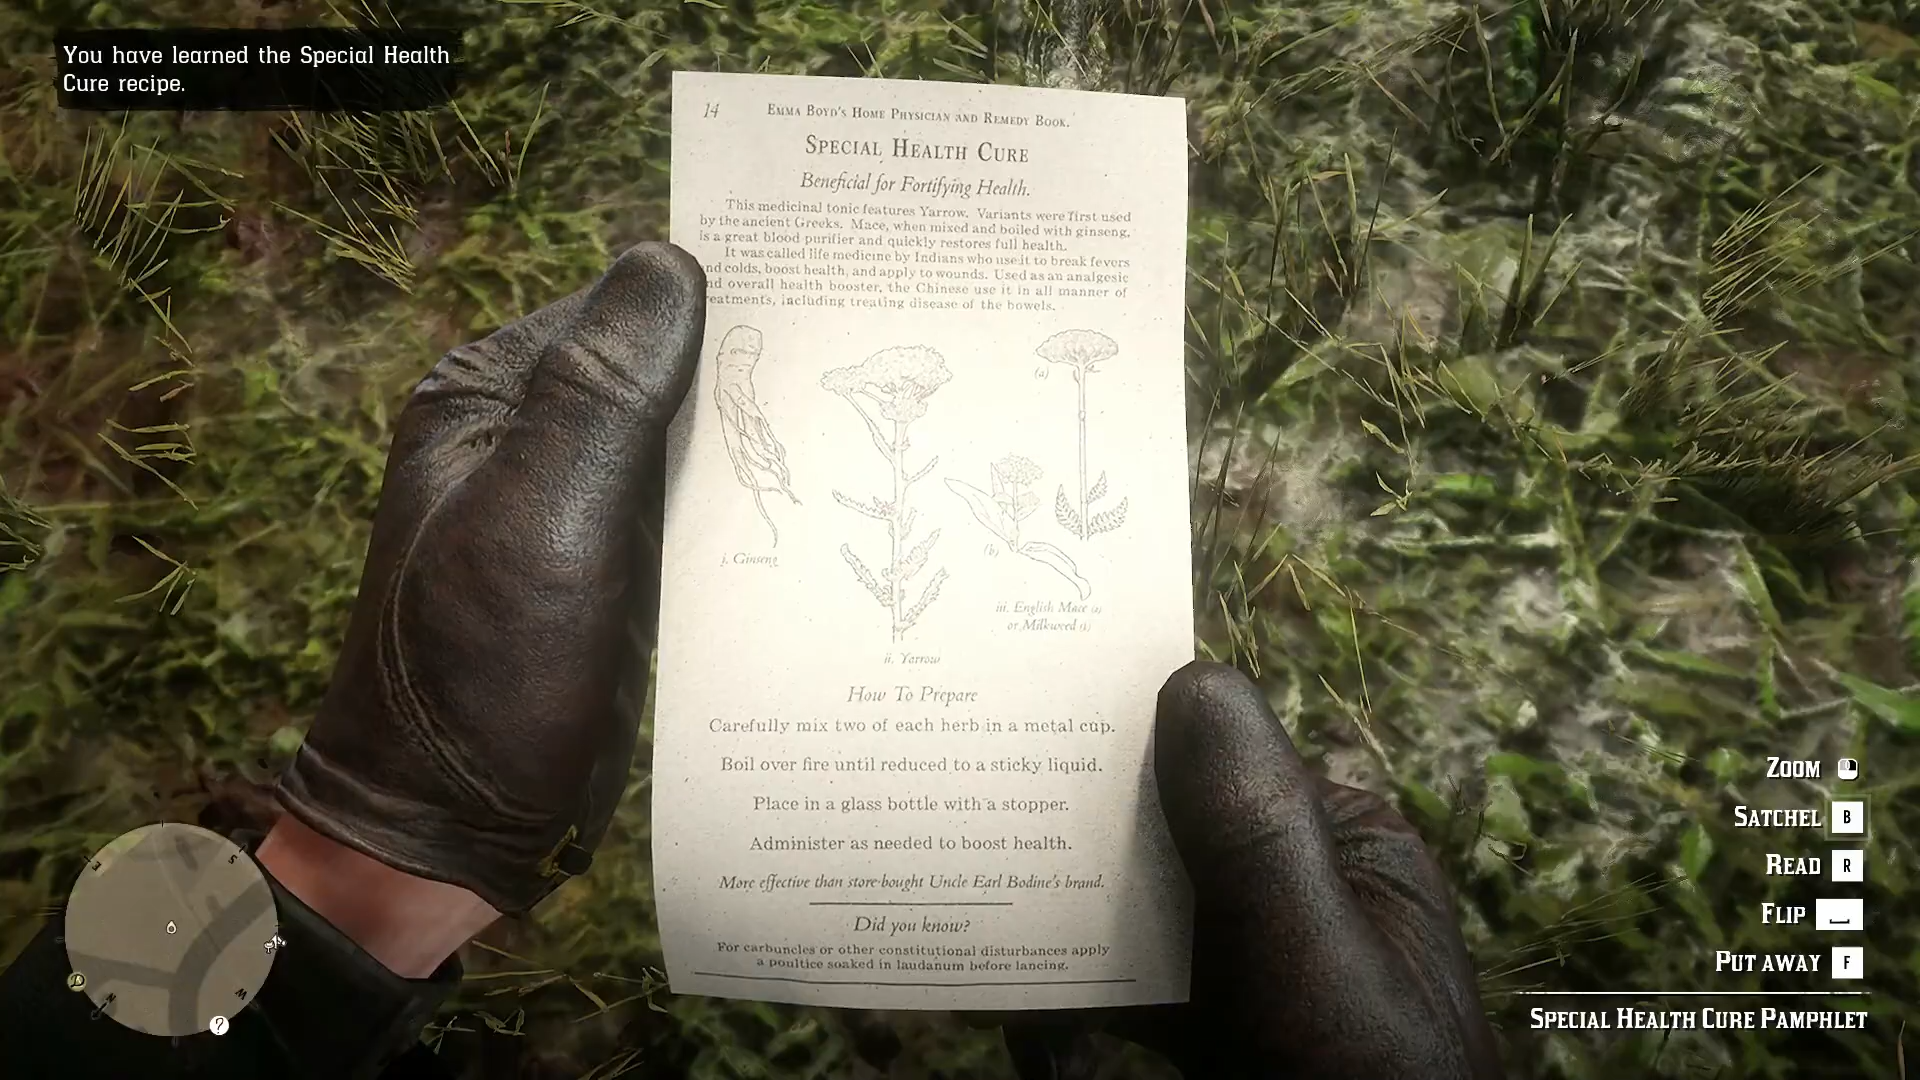 You have learned the Special Health
Cure recipe.
14 EMMA BOYD'S HOME PHYSICIAN AND REMEDY BOOK.
SPECIAL HEALTH CURE
Beneficial for Fortifying Health.
This medicinal tonic features Yarrow. Variants were first used
by the ancient Greeks. Mace, when mixed and boiled with ginseng,
is a great blood purifier and quickly restores full health.
It was called life medicine by Indians who use it to break fevers
nd colds, boost health, and apply to wounds. Used as an analgesic
nd overall health booster, the Chinese use it in all manner of
reatments, including treating disease of the bowels.
(a)
(b)
i. Ginseng
iii. English Mace (a)
or Milkweed (b)
ii. Yarrow
How To Prepare
Carefully mix two of each herb in a metal cup.
Boil over fire until reduced to a sticky liquid.
Place in a glass bottle with a stopper.
Administer as needed to boost health.
More effective than store-bought Uncle Earl Bodine's brand.
Did you know?
For carbuncles or other constitutional disturbances apply
a poultice soaked in laudanum before lancing.
ZOOM
SATCHEL B
READ R
FLIP
PUT AWAY F
SPECIAL HEALTH CURE PAMPHLET
E
S
N
W
?